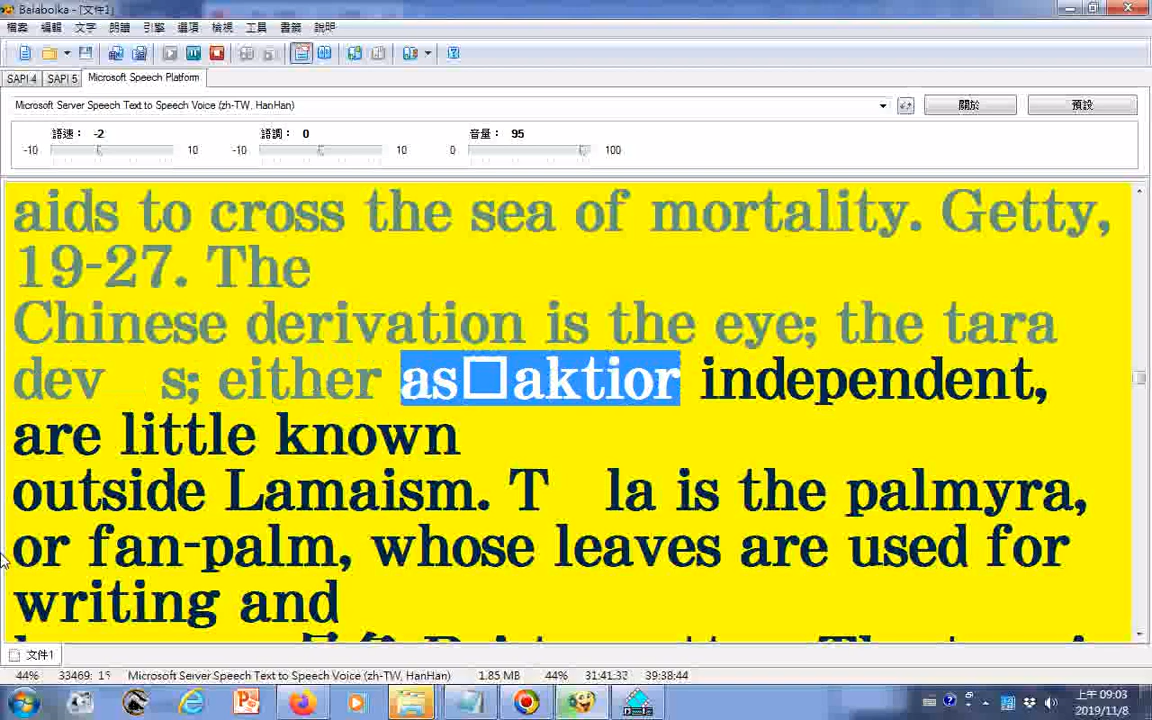 Balabolka - [文件1]
檔案 編輯 文字 朗讀 引擎 選項 檢視 工具 書籤 說明
SAPI 4 SAPI 5 Microsoft Speech Platform
Microsoft Server Speech Text to Speech Voice (zh-TW, HanHan) 關於 預設
語速： -2 語調： 0 音量： 95
-10 10 -10 10 0 100
aids to cross the sea of mortality. Getty,
19-27. The
Chinese derivation is the eye; the tara
dev s; either as□aktior independent,
are little known
outside Lamaism. T la is the palmyra,
or fan-palm, whose leaves are used for
writing and
文件1
44% 33469: 15 Microsoft Server Speech Text to Speech Voice (zh-TW, HanHan) 1.85 MB 44% 31:41:33 39:38:44
上午 09:03
2019/11/8